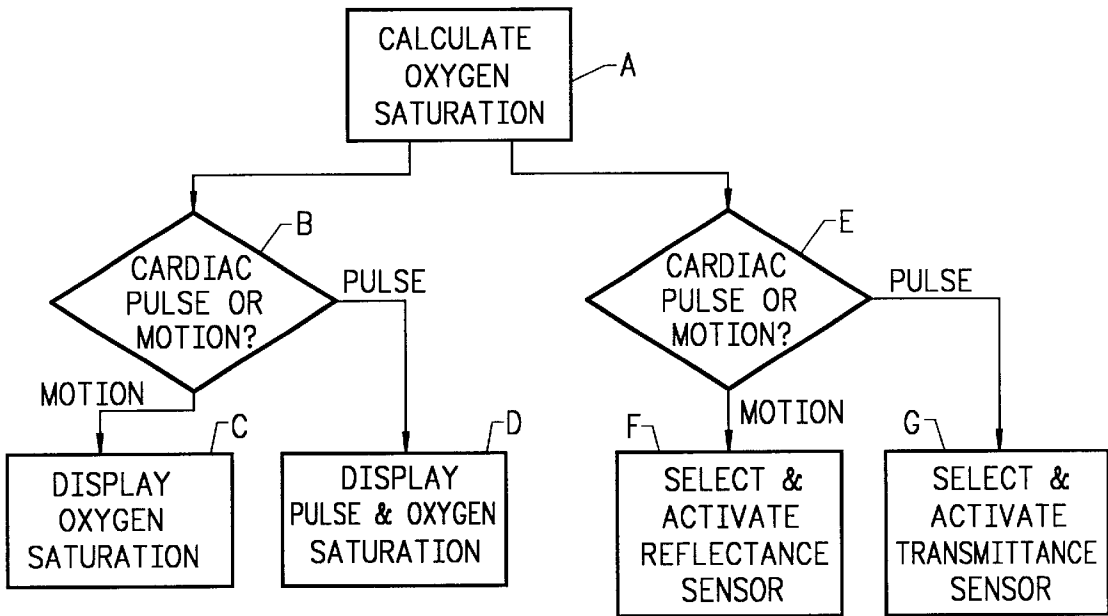 CALCULATE
OXYGEN
SATURATION
A
B
CARDIAC
PULSE OR
MOTION?
PULSE
MOTION
E
CARDIAC
PULSE OR
MOTION?
PULSE
MOTION
C
DISPLAY
OXYGEN
SATURATION
D
DISPLAY
PULSE & OXYGEN
SATURATION
F
SELECT &
ACTIVATE
REFLECTANCE
SENSOR
G
SELECT &
ACTIVATE
TRANSMITTANCE
SENSOR